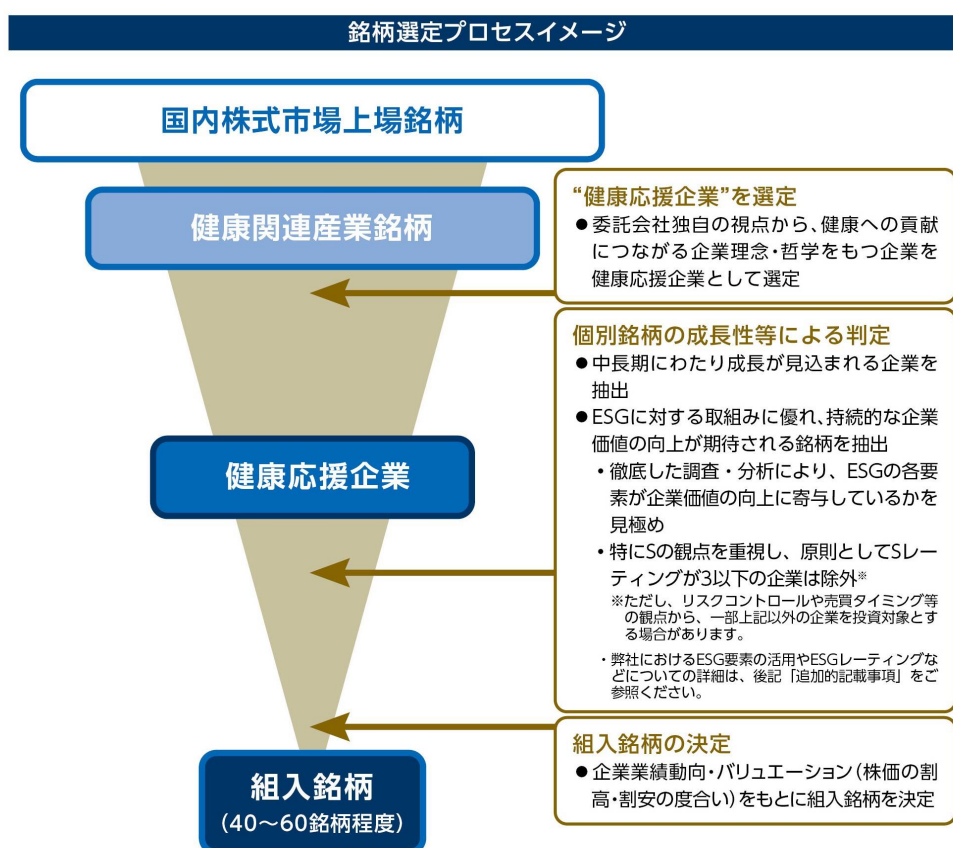 銘柄選定プロセスイメージ
国内株式市場上場銘柄
健康関連産業銘柄
“健康応援企業”を選定
●委託会社独自の視点から、健康への貢献
につながる企業理念・哲学をもつ企業を
健康応援企業として選定
個別銘柄の成長性等による判定
●中長期にわたり成長が見込まれる企業を
抽出
●ESGに対する取組みに優れ、持続的な企業
価値の向上が期待される銘柄を抽出
・徹底した調査・分析により、ESGの各要
素が企業価値の向上に寄与しているかを
見極め
・特にSの観点を重視し、原則としてSレー
ティングが3以下の企業は除外※
※ただし、リスクコントロールや売買タイミング等
の観点から、一部上記以外の企業を投資対象とす
る場合があります。
・弊社におけるESG要素の活用やESGレーティングな
どについての詳細は、後記「追加的記載事項」をご
参照ください。
健康応援企業
組入銘柄の決定
●企業業績動向・バリュエーション(株価の割
高・割安の度合い)をもとに組入銘柄を決定
組入銘柄
(40～60銘柄程度)